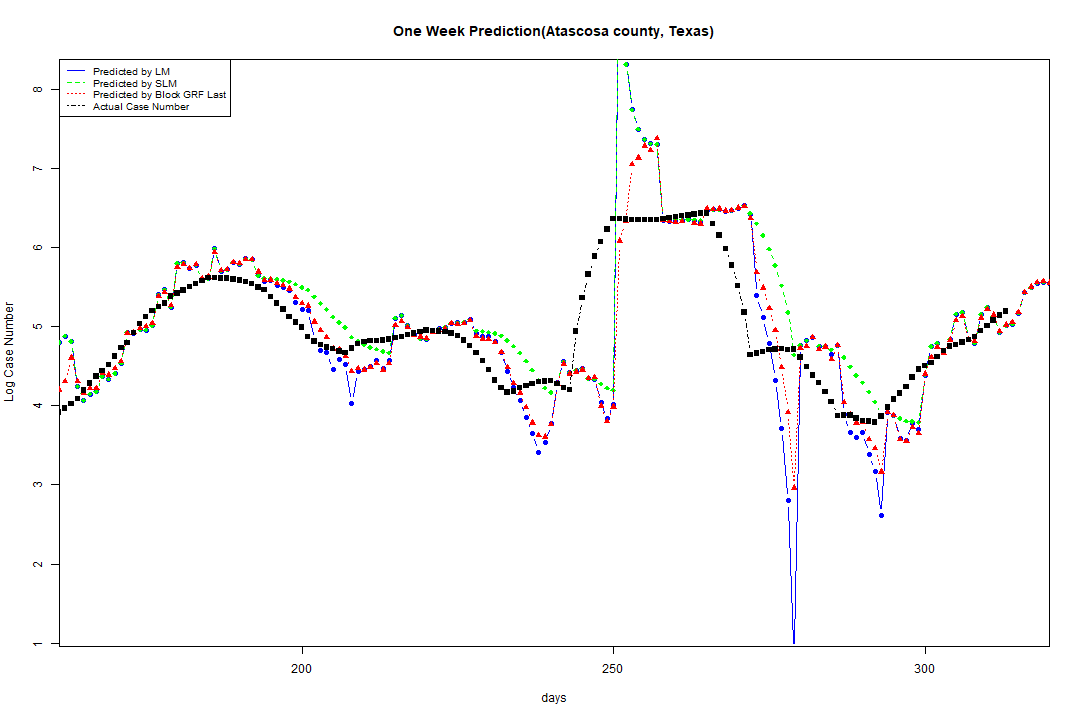 One Week Prediction(Atascosa county, Texas)
Predicted by LM
Predicted by SLM
Predicted by Block GRF Last
Actual Case Number
Log Case Number
8
7
6
5
4
3
2
1
200
250
300
days